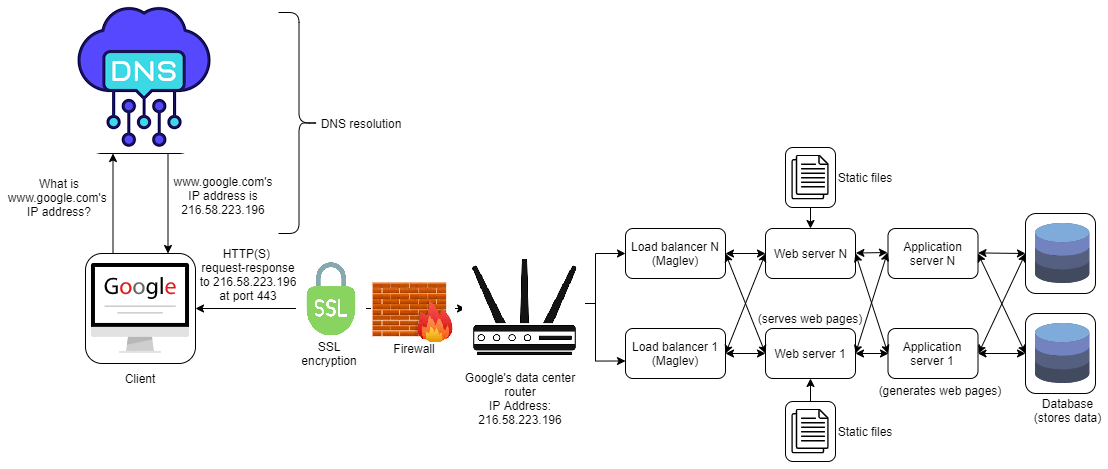 DNS
DNS resolution
What is
www.google.com's
IP address?
www.google.com's
IP address is
216.58.223.196
Google
Client
HTTP(S)
request-response
to 216.58.223.196
at port 443
SSL
SSL
encryption
Firewall
Google's data center
router
IP Address:
216.58.223.196
Load balancer N
(Maglev)
Load balancer 1
(Maglev)
Static files
Web server N
(serves web pages)
Web server 1
Static files
Application
server N
Application
server 1
(generates web pages)
Database
(stores data)